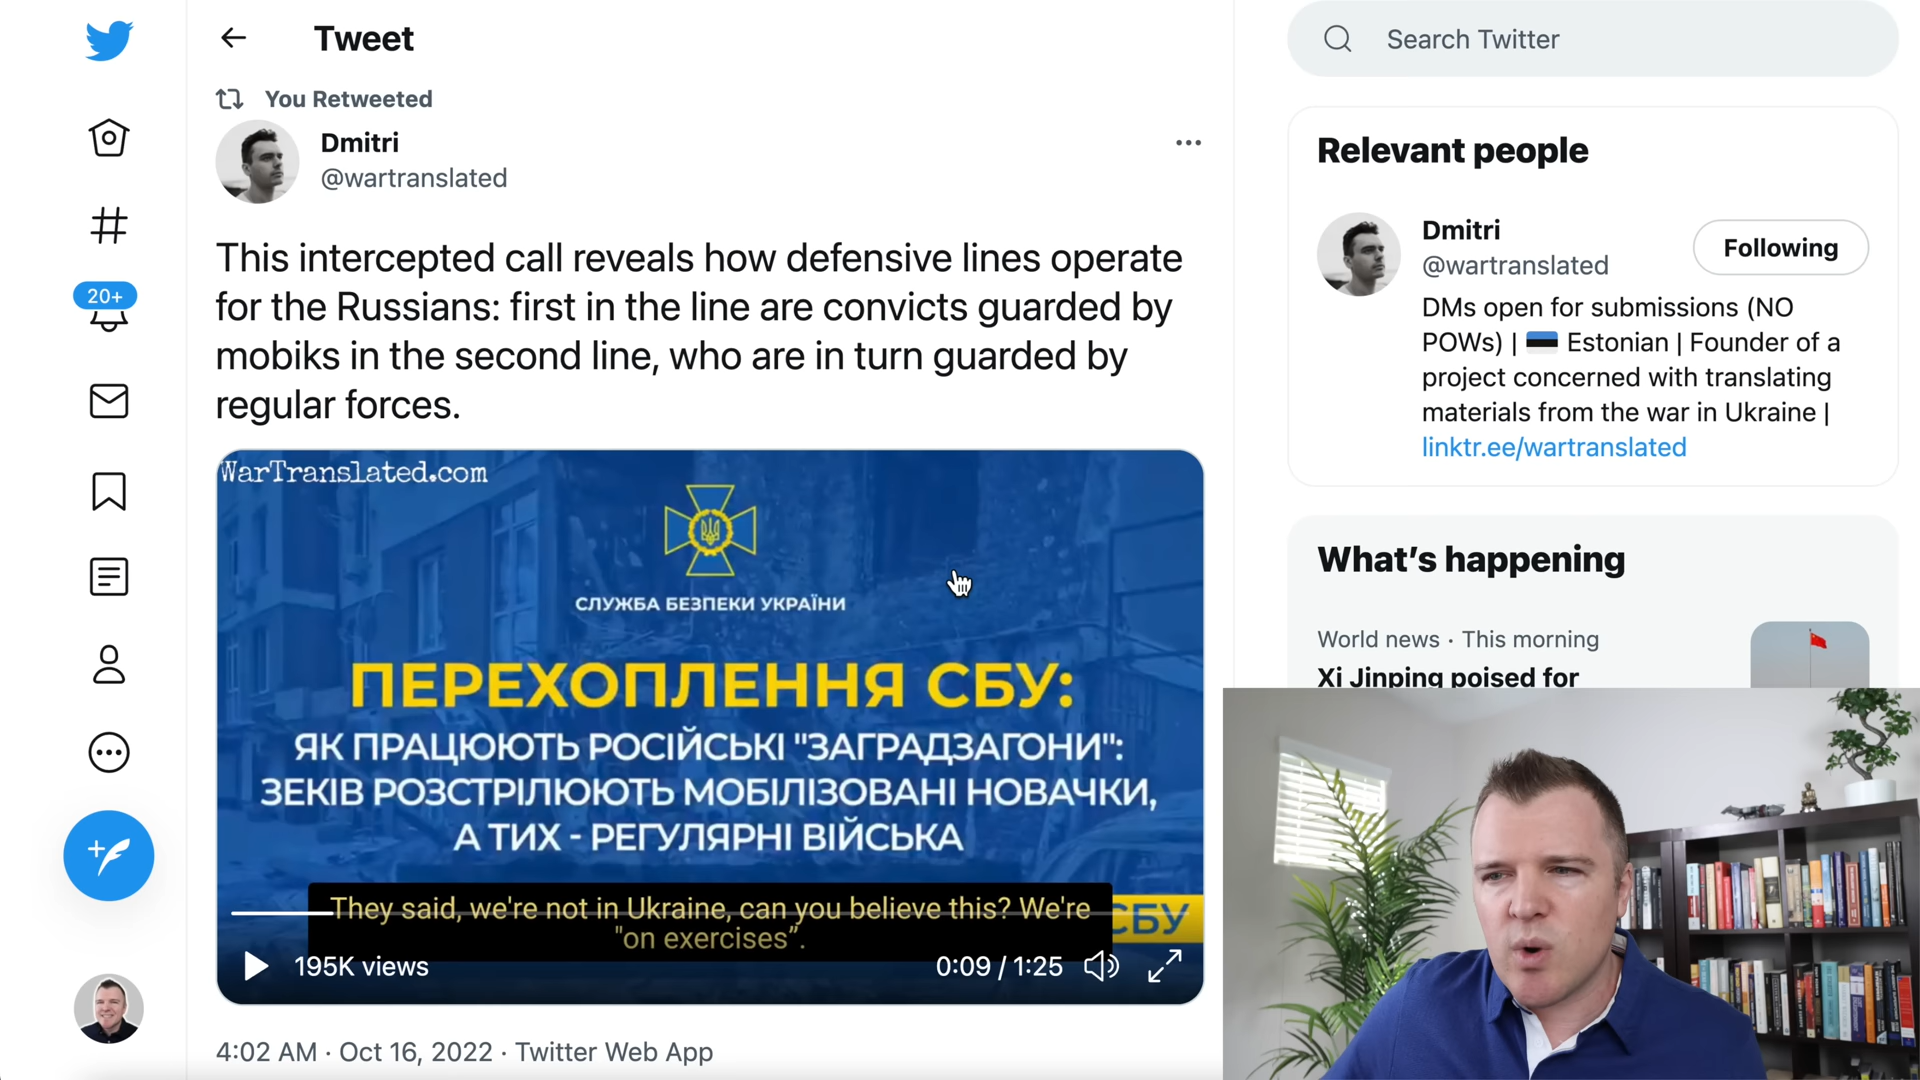 Tweet
You Retweeted
Dmitri
@wartranslated
This intercepted call reveals how defensive lines operate
for the Russians: first in the line are convicts guarded by
mobiks in the second line, who are in turn guarded by
regular forces.
WarTranslated.com
СЛУЖБА БЕЗПЕКИ УКРАЇНИ
ПЕРЕХОПЛЕННЯ СБУ:
ЯК ПРАЦЮЮТЬ РОСІЙСЬКІ "ЗАГРАДЗАГОНИ":
ЗЕКІВ РОЗСТРІЛЮЮТЬ МОБІЛІЗОВАНІ НОВАЧКИ,
А ТИХ - РЕГУЛЯРНІ ВІЙСЬКА
They said, we're not in Ukraine, can you believe this? We're
"on exercises”.
СБУ
195K views
0:09 / 1:25
4:02 AM · Oct 16, 2022 · Twitter Web App
20+
Search Twitter
Relevant people
Dmitri
@wartranslated
Following
DMs open for submissions (NO
POWs) | Estonian | Founder of a
project concerned with translating
materials from the war in Ukraine |
linktr.ee/wartranslated
What’s happening
World news · This morning
Xi Jinping poised for